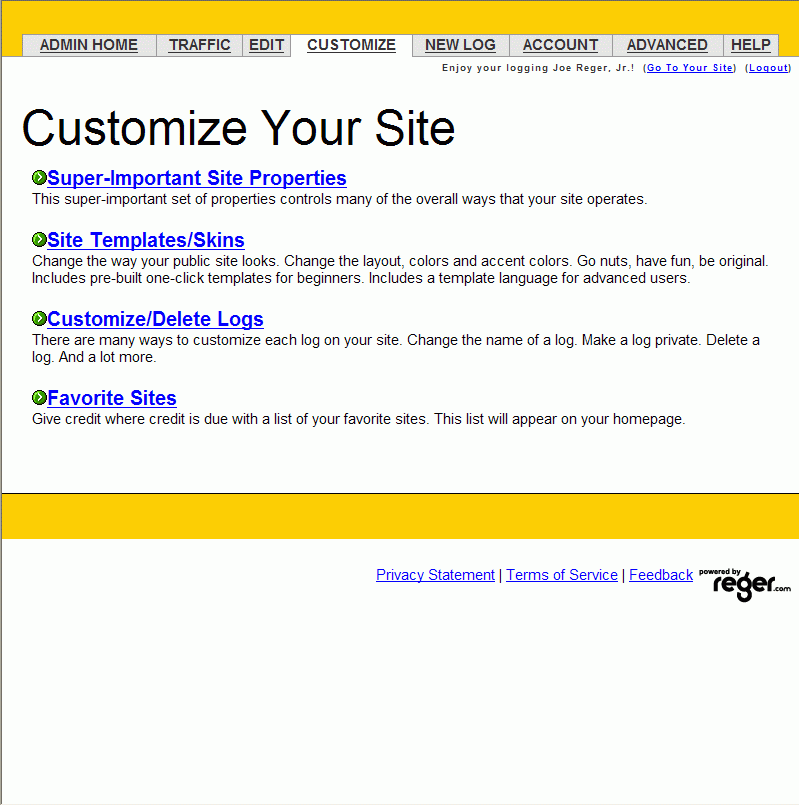 ADMIN HOME TRAFFIC EDIT CUSTOMIZE NEW LOG ACCOUNT ADVANCED HELP
Enjoy your logging Joe Reger, Jr.! (Go To Your Site) (Logout)
Customize Your Site
Super-Important Site Properties
This super-important set of properties controls many of the overall ways that your site operates.
Site Templates/Skins
Change the way your public site looks. Change the layout, colors and accent colors. Go nuts, have fun, be original.
Includes pre-built one-click templates for beginners. Includes a template language for advanced users.
Customize/Delete Logs
There are many ways to customize each log on your site. Change the name of a log. Make a log private. Delete a
log. And a lot more.
Favorite Sites
Give credit where credit is due with a list of your favorite sites. This list will appear on your homepage.
Privacy Statement | Terms of Service | Feedback powered by
reger.com